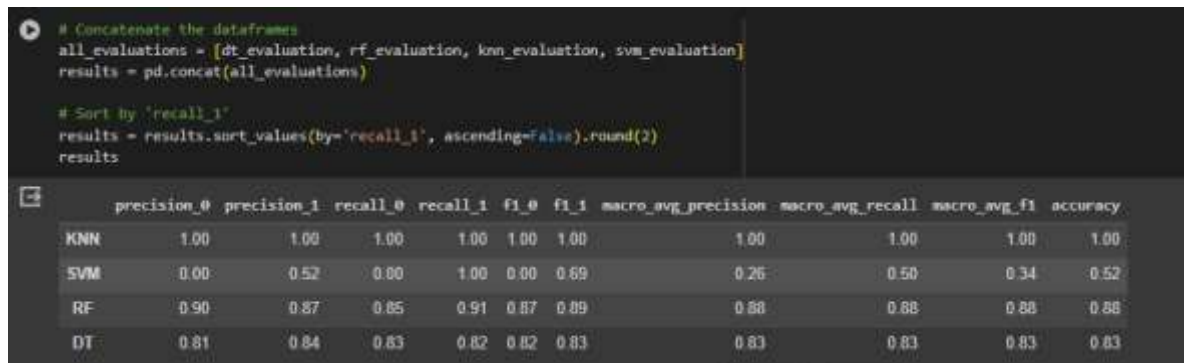 # Concatenate the dataframes
all_evaluations = [dt_evaluation, rf_evaluation, knn_evaluation, svm_evaluation]
results = pd.concat(all_evaluations)
# Sort by 'recall_1'
results = results.sort_values(by='recall_1', ascending=False).round(2)
results
precision_0 precision_1 recall_0 recall_1 f1_0 f1_1 macro_avg_precision macro_avg_recall macro_avg_f1 accuracy
KNN 1.00 1.00 1.00 1.00 1.00 1.00 1.00 1.00 1.00 1.00
SVM 0.00 0.52 0.00 1.00 0.00 0.69 0.26 0.50 0.34 0.52
RF 0.90 0.87 0.85 0.91 0.87 0.89 0.88 0.88 0.88 0.88
DT 0.81 0.84 0.83 0.82 0.82 0.83 0.83 0.83 0.83 0.83